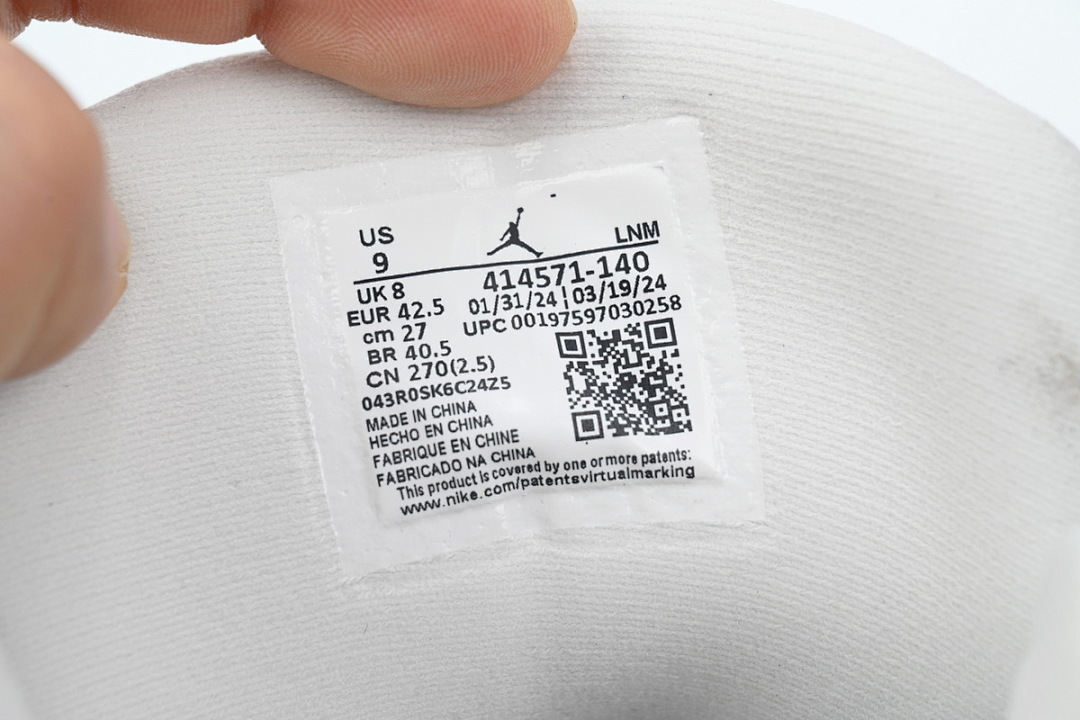 US
9
LNM
UK 8
414571-140
EUR 42.5
01/31/24 | 03/19/24
cm 27
UPC 00197597030258
BR 40.5
CN 270(2.5)
043R0SK6C24Z5
MADE IN CHINA
HECHO EN CHINA
FABRIQUE EN CHINE
FABRICADO NA CHINA
This product is covered by one or more patents:
www.nike.com/patentsvirtualmarking